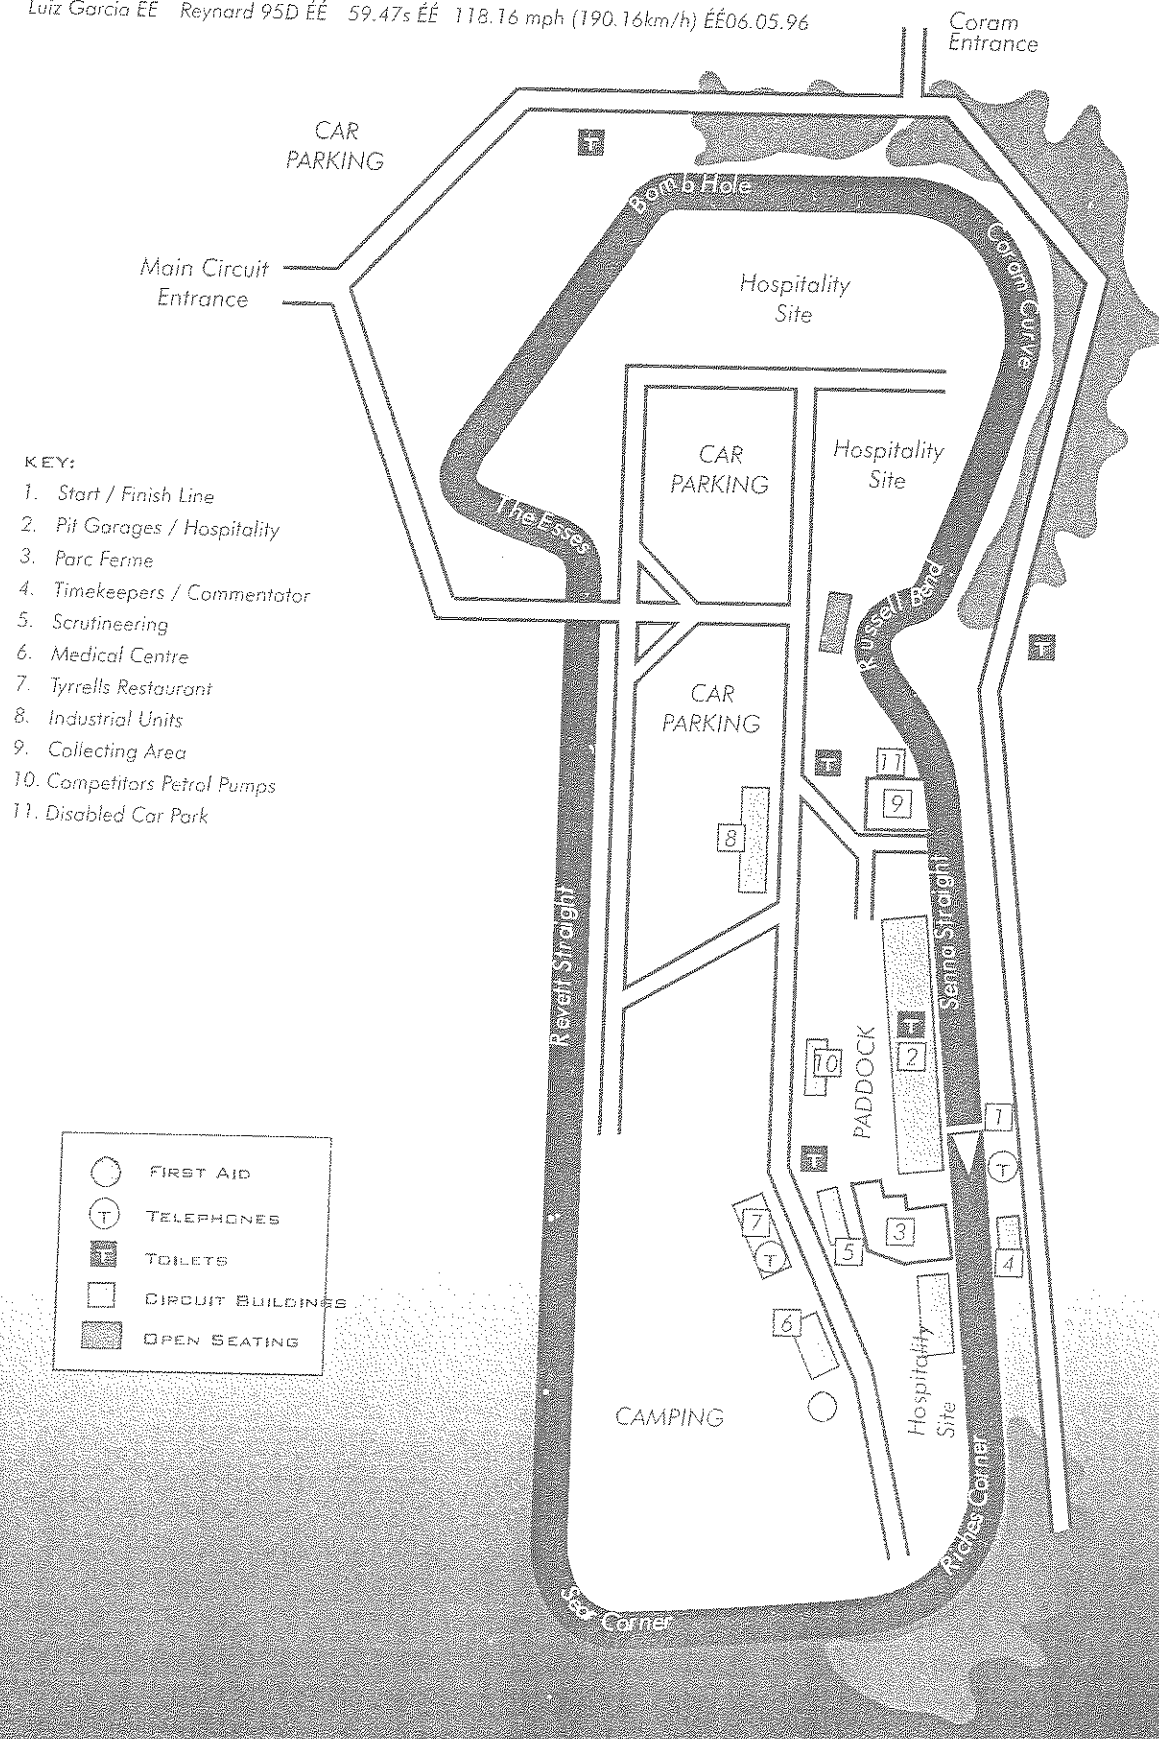 Luiz Garcia ÉÉ Reynard 95D ÉÉ 59.47s ÉÉ 118.16 mph (190.16km/h) ÉÉ06.05.96
Coram
Entrance
CAR
PARKING
T
Bomb Hole
Main Circuit
Entrance
Hospitality
Site
Coram Curve
KEY:
1. Start / Finish Line
2. Pit Garages / Hospitality
3. Parc Ferme
4. Timekeepers / Commentator
5. Scrutineering
6. Medical Centre
7. Tyrrells Restaurant
8. Industrial Units
9. Collecting Area
10. Competitors Petrol Pumps
11. Disabled Car Park
CAR
PARKING
Hospitality
Site
The Esses
Russell Bend
T
CAR
PARKING
T
11
9
8
Revett Straight
Senna Straight
T
2
10
PADDOCK
1
T
T
7
T
5
3
4
6
FIRST AID
T TELEPHONES
T TOILETS
CIRCUIT BUILDINGS
OPEN SEATING
CAMPING
Hospitality
Site
Riches Corner
Sear Corner